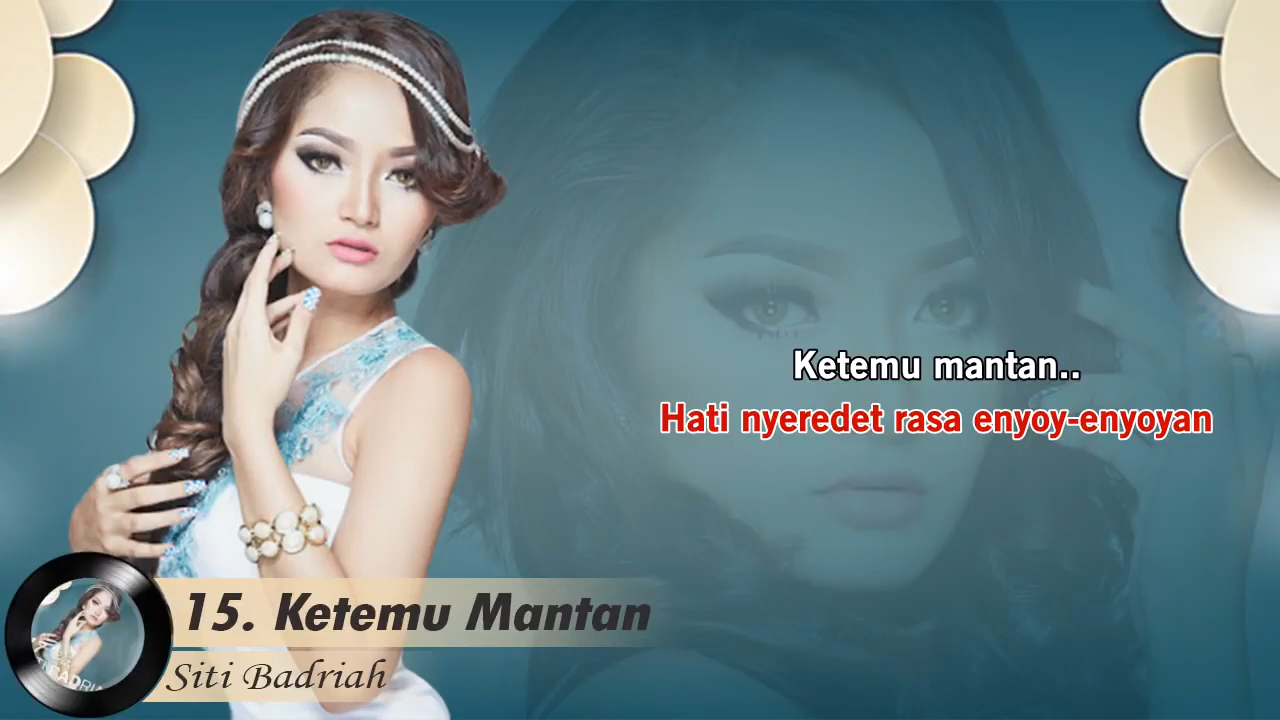 Ketemu mantan..
Hati nyeredet rasa enyoy-enyoyan
15. Ketemu Mantan
Siti Badriah